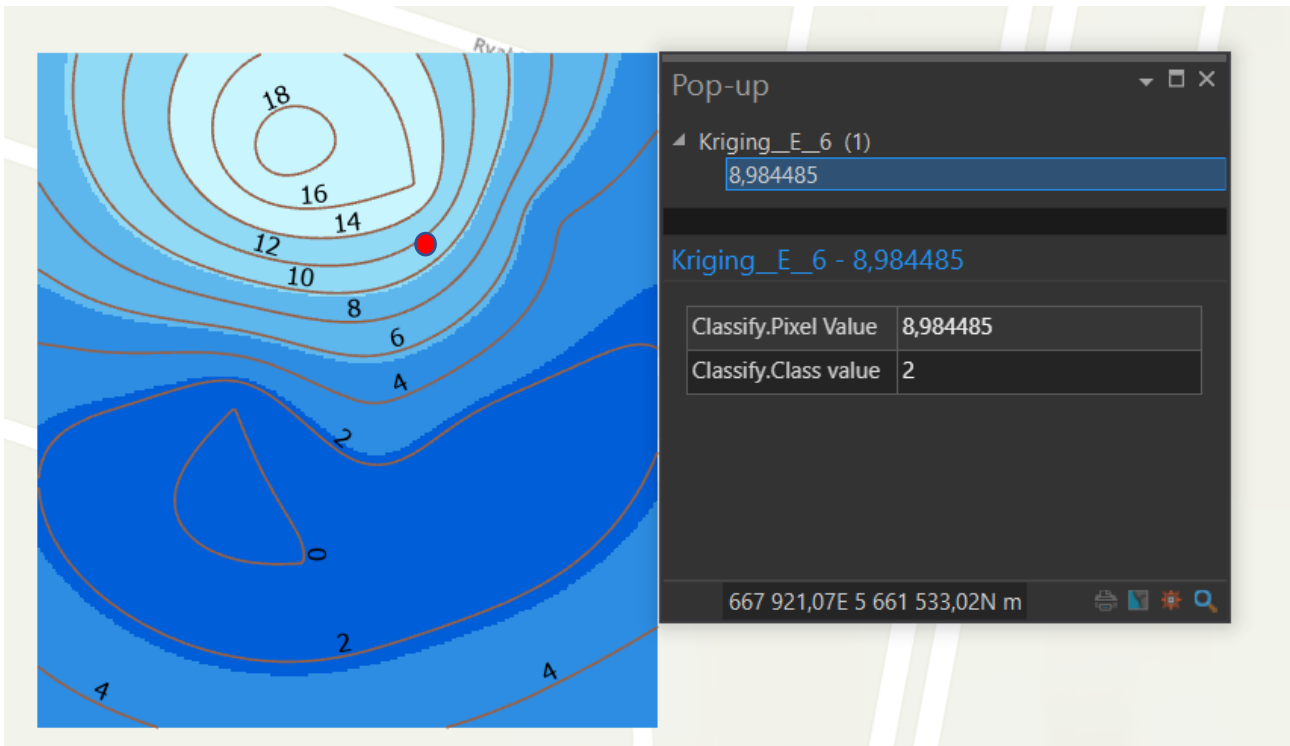 18
16
14
12
10
8
6
4
2
0
2
4
4
Pop-up
Kriging__E__6 (1)
8,984485
Kriging__E__6 - 8,984485
Classify.Pixel Value 8,984485
Classify.Class value 2
667 921,07E 5 661 533,02N m